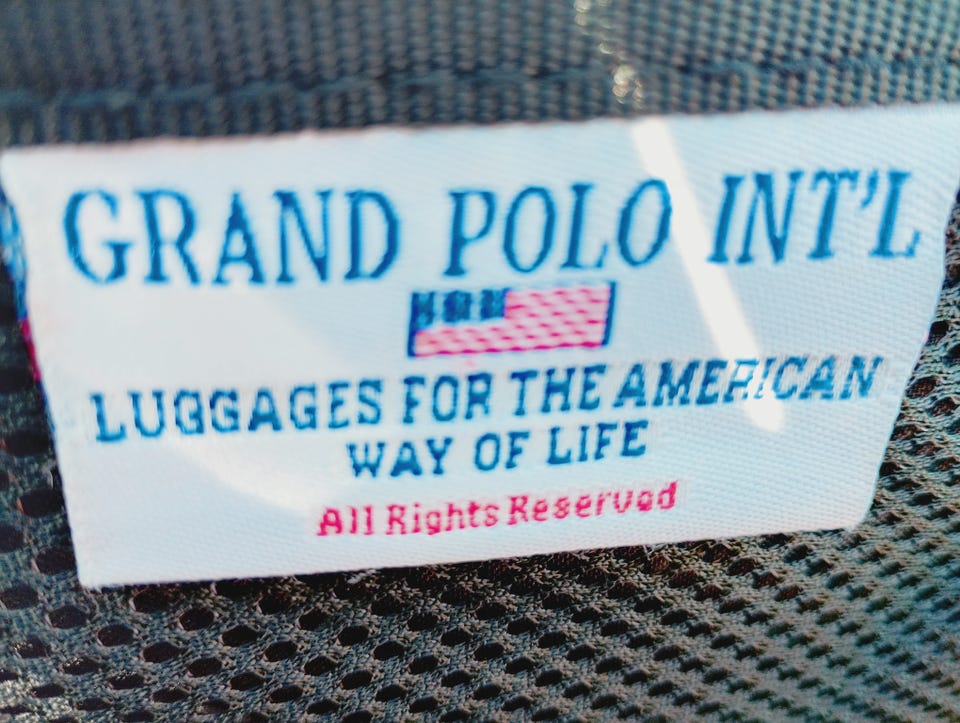 GRAND POLO INT'L
LUGGAGES FOR THE AMERICAN
WAY OF LIFE
All Rights Reserved